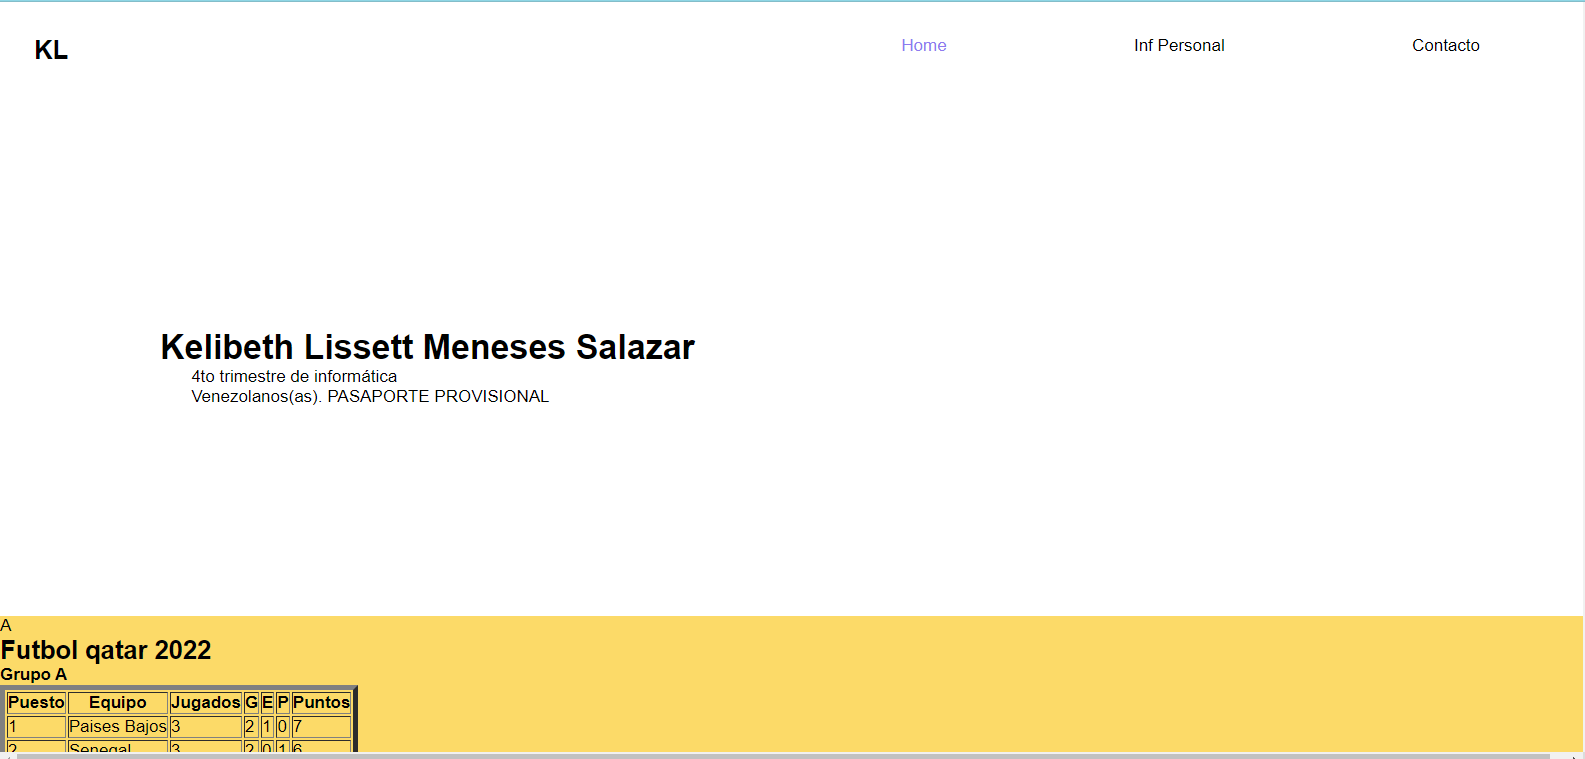 KL
Home Inf Personal Contacto
Kelibeth Lissett Meneses Salazar
4to trimestre de informática
Venezolanos(as). PASAPORTE PROVISIONAL
A
Futbol qatar 2022
Grupo A
Puesto Equipo Jugados G E P Puntos
1 Paises Bajos 3 2 1 0 7
2 Senegal 3 2 0 1 6